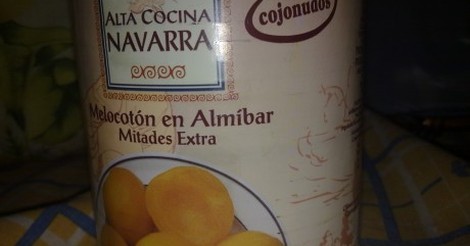 ALTA COCINA
NAVARRA
cojonudos
Melocotón en Almíbar
Mitades Extra